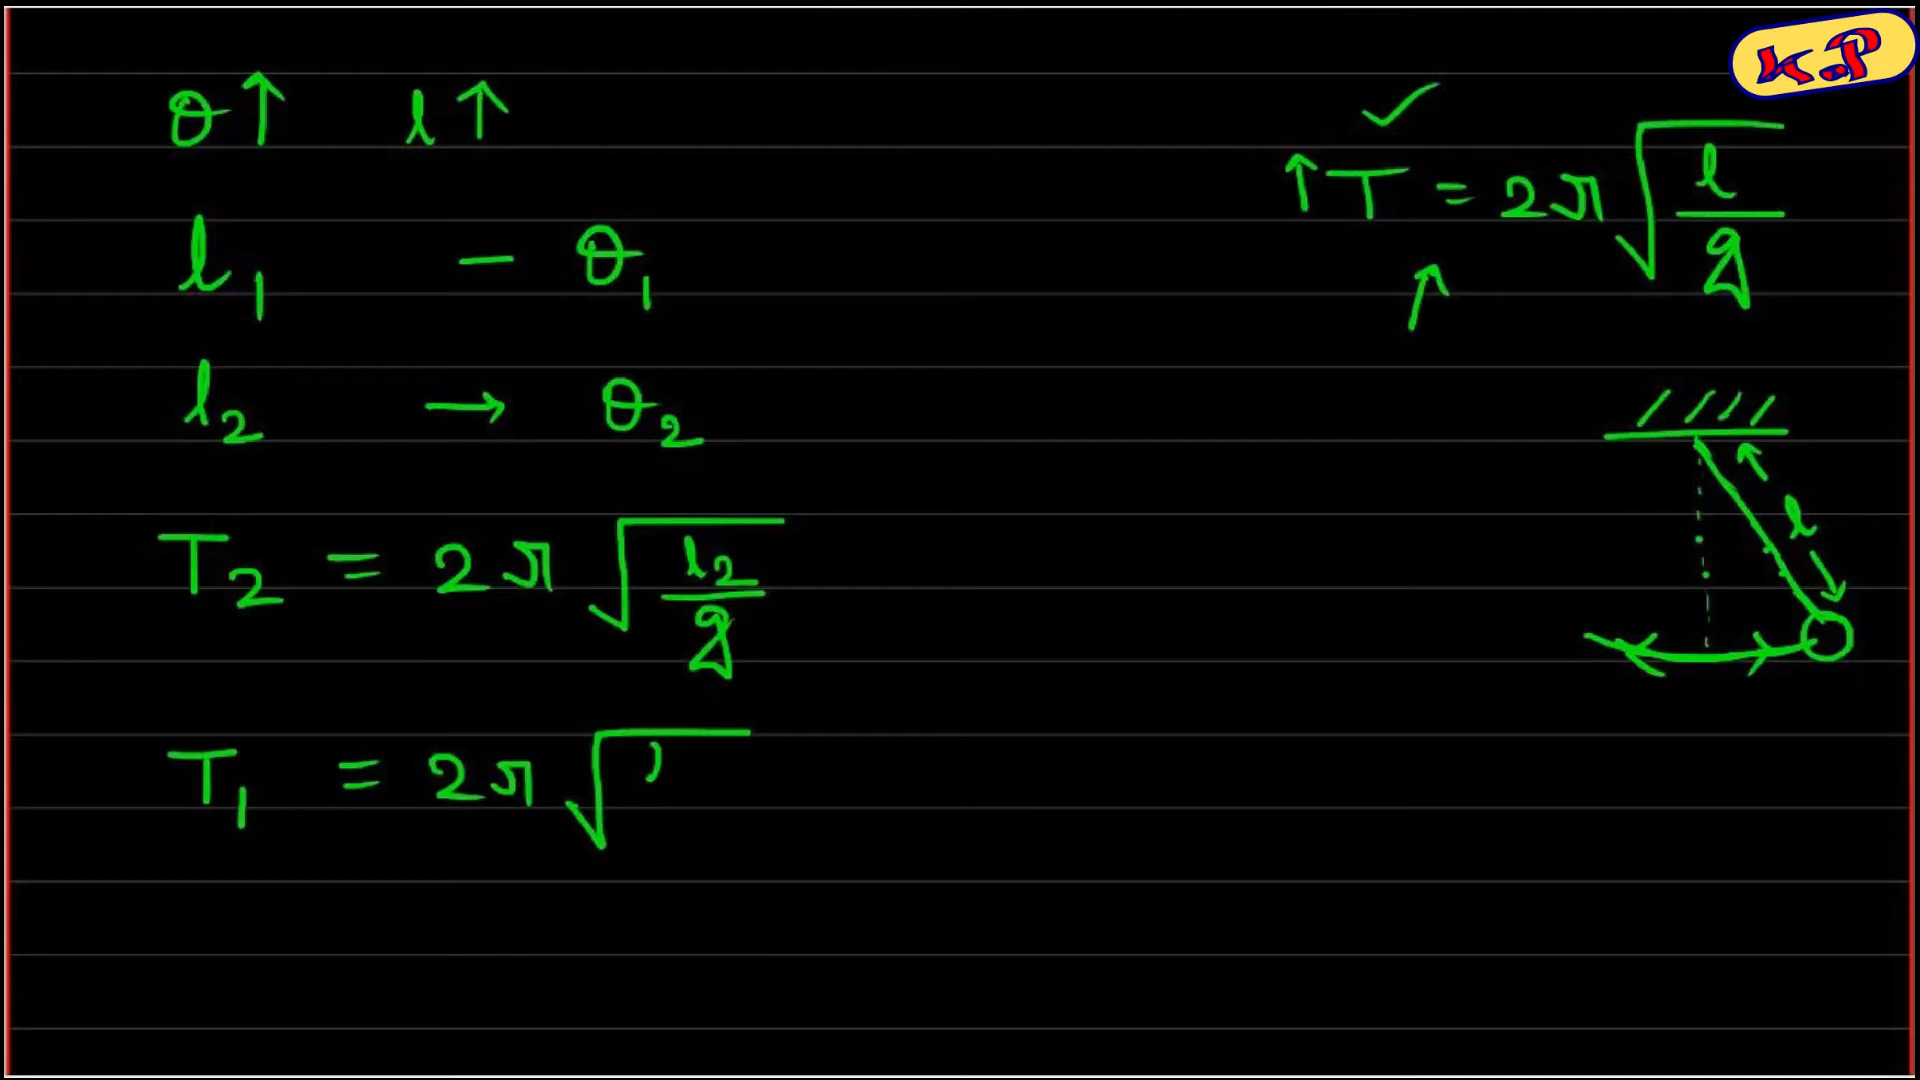 θ↑ l↑
l₁ – θ₁
l₂ → θ₂
T₂ = 2π √(l₂/g)
T₁ = 2π √
K.P
✓
↑T = 2π √(l/g)
l